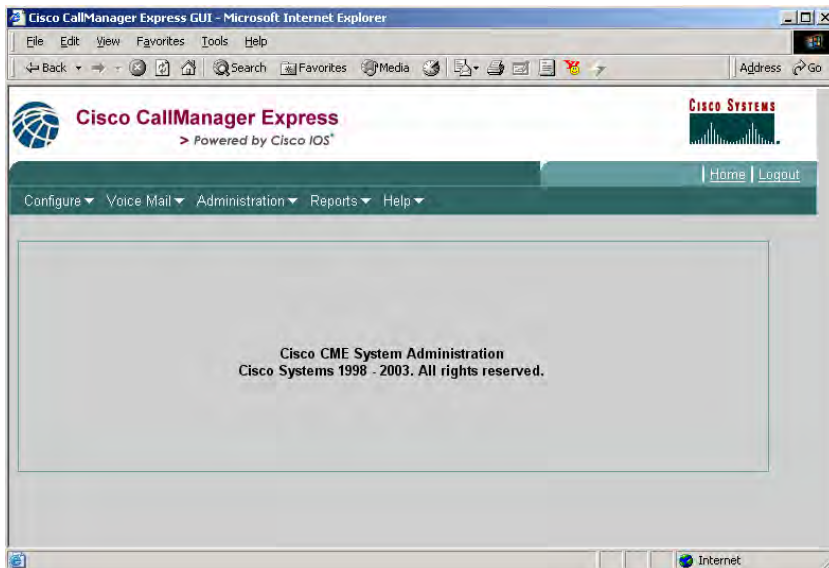 Cisco CallManager Express GUI - Microsoft Internet Explorer
File Edit View Favorites Tools Help
Back Search Favorites Media Address Go
Cisco CallManager Express
> Powered by Cisco IOS®
CISCO SYSTEMS
Home Logout
Configure Voice Mail Administration Reports Help
Cisco CME System Administration
Cisco Systems 1998 - 2003. All rights reserved.
Internet